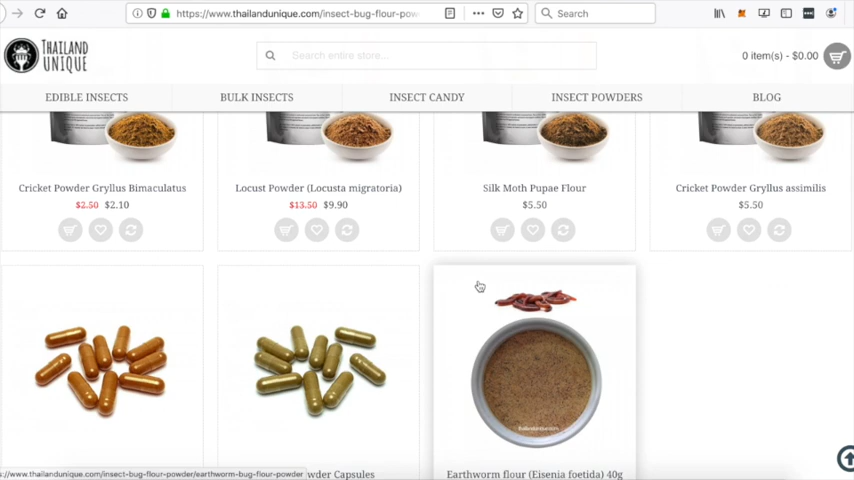 https://www.thailandunique.com/insect-bug-flour-pow
Search
THAILAND
UNIQUE
Search entire store...
0 item(s) - $0.00
EDIBLE INSECTS
BULK INSECTS
INSECT CANDY
INSECT POWDERS
BLOG
Cricket Powder Gryllus Bimaculatus
Locust Powder (Locusta migratoria)
Silk Moth Pupae Flour
Cricket Powder Gryllus assimilis
$2.50 $2.10
$13.50 $9.90
$5.50
$5.50
thailandunique.com
s://www.thailandunique.com/insect-bug-flour-powder/earthworm-bug-flour-powder
wder Capsules
Earthworm flour (Eisenia foetida) 40g